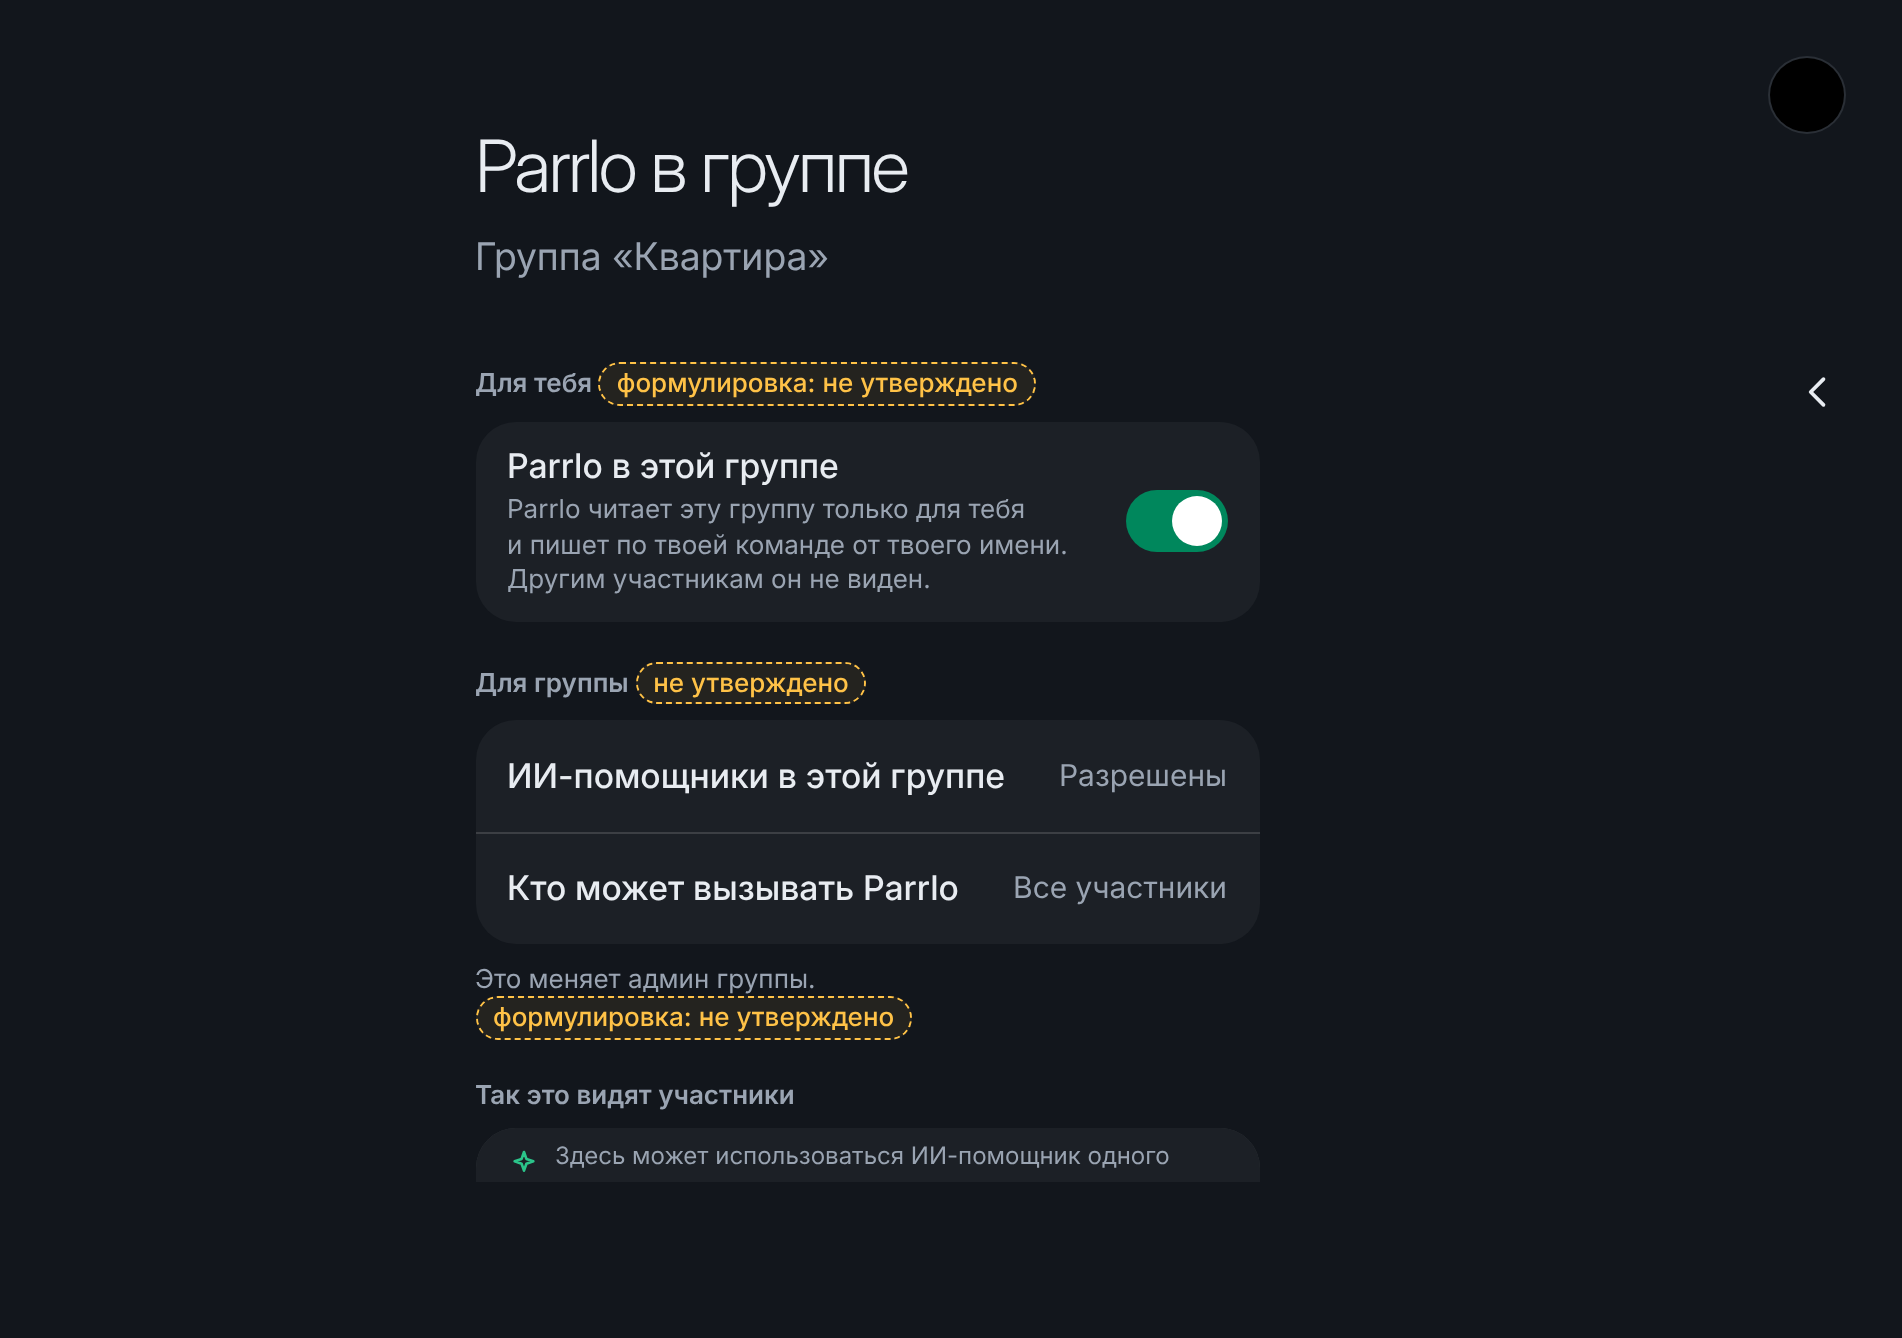 Parrlo в группе
Группа «Квартира»
Для тебя формулировка: не утверждено
Parrlo в этой группе
Parrlo читает эту группу только для тебя
и пишет по твоей команде от твоего имени.
Другим участникам он не виден.
Для группы не утверждено
ИИ-помощники в этой группе Разрешены
Кто может вызывать Parrlo Все участники
Это меняет админ группы.
формулировка: не утверждено
Так это видят участники
Здесь может использоваться ИИ-помощник одного